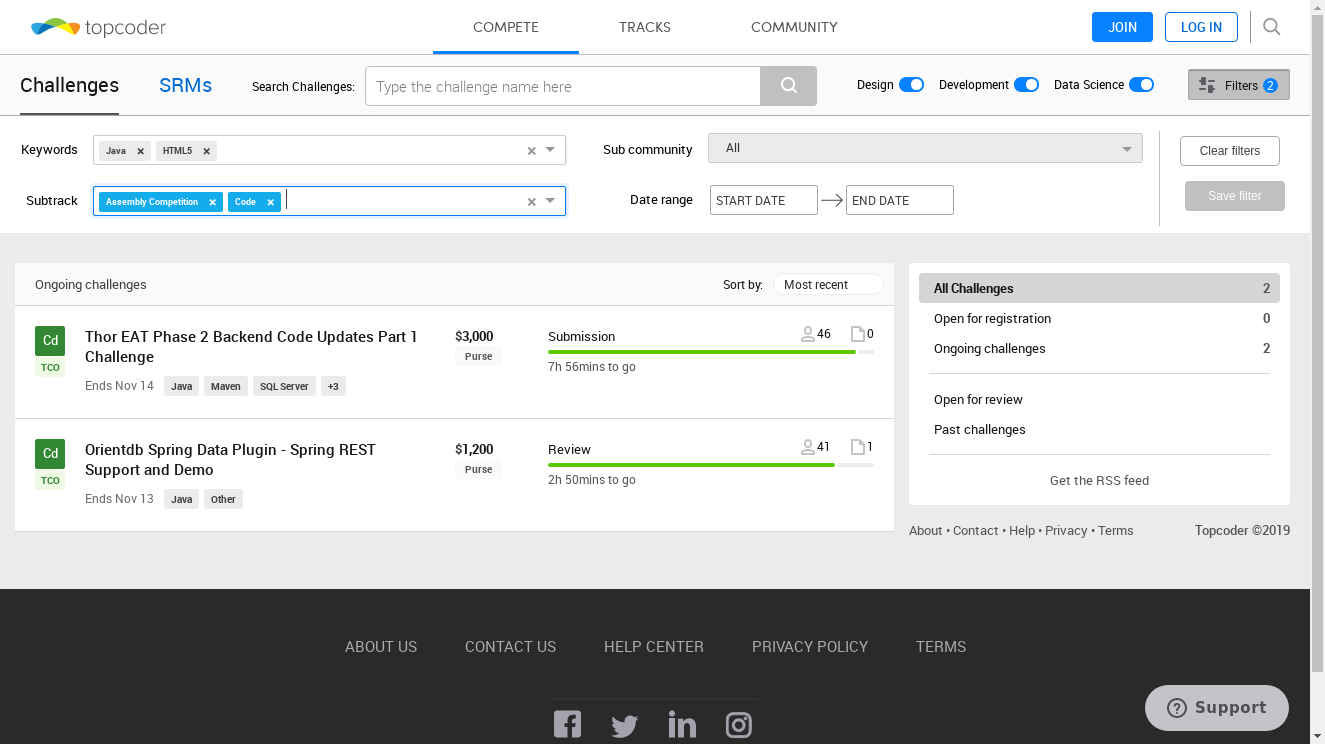 topcoder
COMPETE
TRACKS
COMMUNITY
JOIN
LOG IN
Challenges
SRMs
Search Challenges:
Type the challenge name here
Design
Development
Data Science
Filters 2
Keywords
Java ×
HTML5 ×
Sub community
All
Clear filters
Subtrack
Assembly Competition ×
Code ×
Date range
START DATE
END DATE
Save filter
Ongoing challenges
Sort by:
Most recent
Cd
TCO
Thor EAT Phase 2 Backend Code Updates Part 1
Challenge
Ends Nov 14
Java
Maven
SQL Server
+3
$3,000
Purse
Submission
46
0
7h 56mins to go
Cd
TCO
Orientdb Spring Data Plugin - Spring REST
Support and Demo
Ends Nov 13
Java
Other
$1,200
Purse
Review
41
1
2h 50mins to go
All Challenges 2
Open for registration 0
Ongoing challenges 2
Open for review
Past challenges
Get the RSS feed
About • Contact • Help • Privacy • Terms
Topcoder ©2019
ABOUT US
CONTACT US
HELP CENTER
PRIVACY POLICY
TERMS
Support